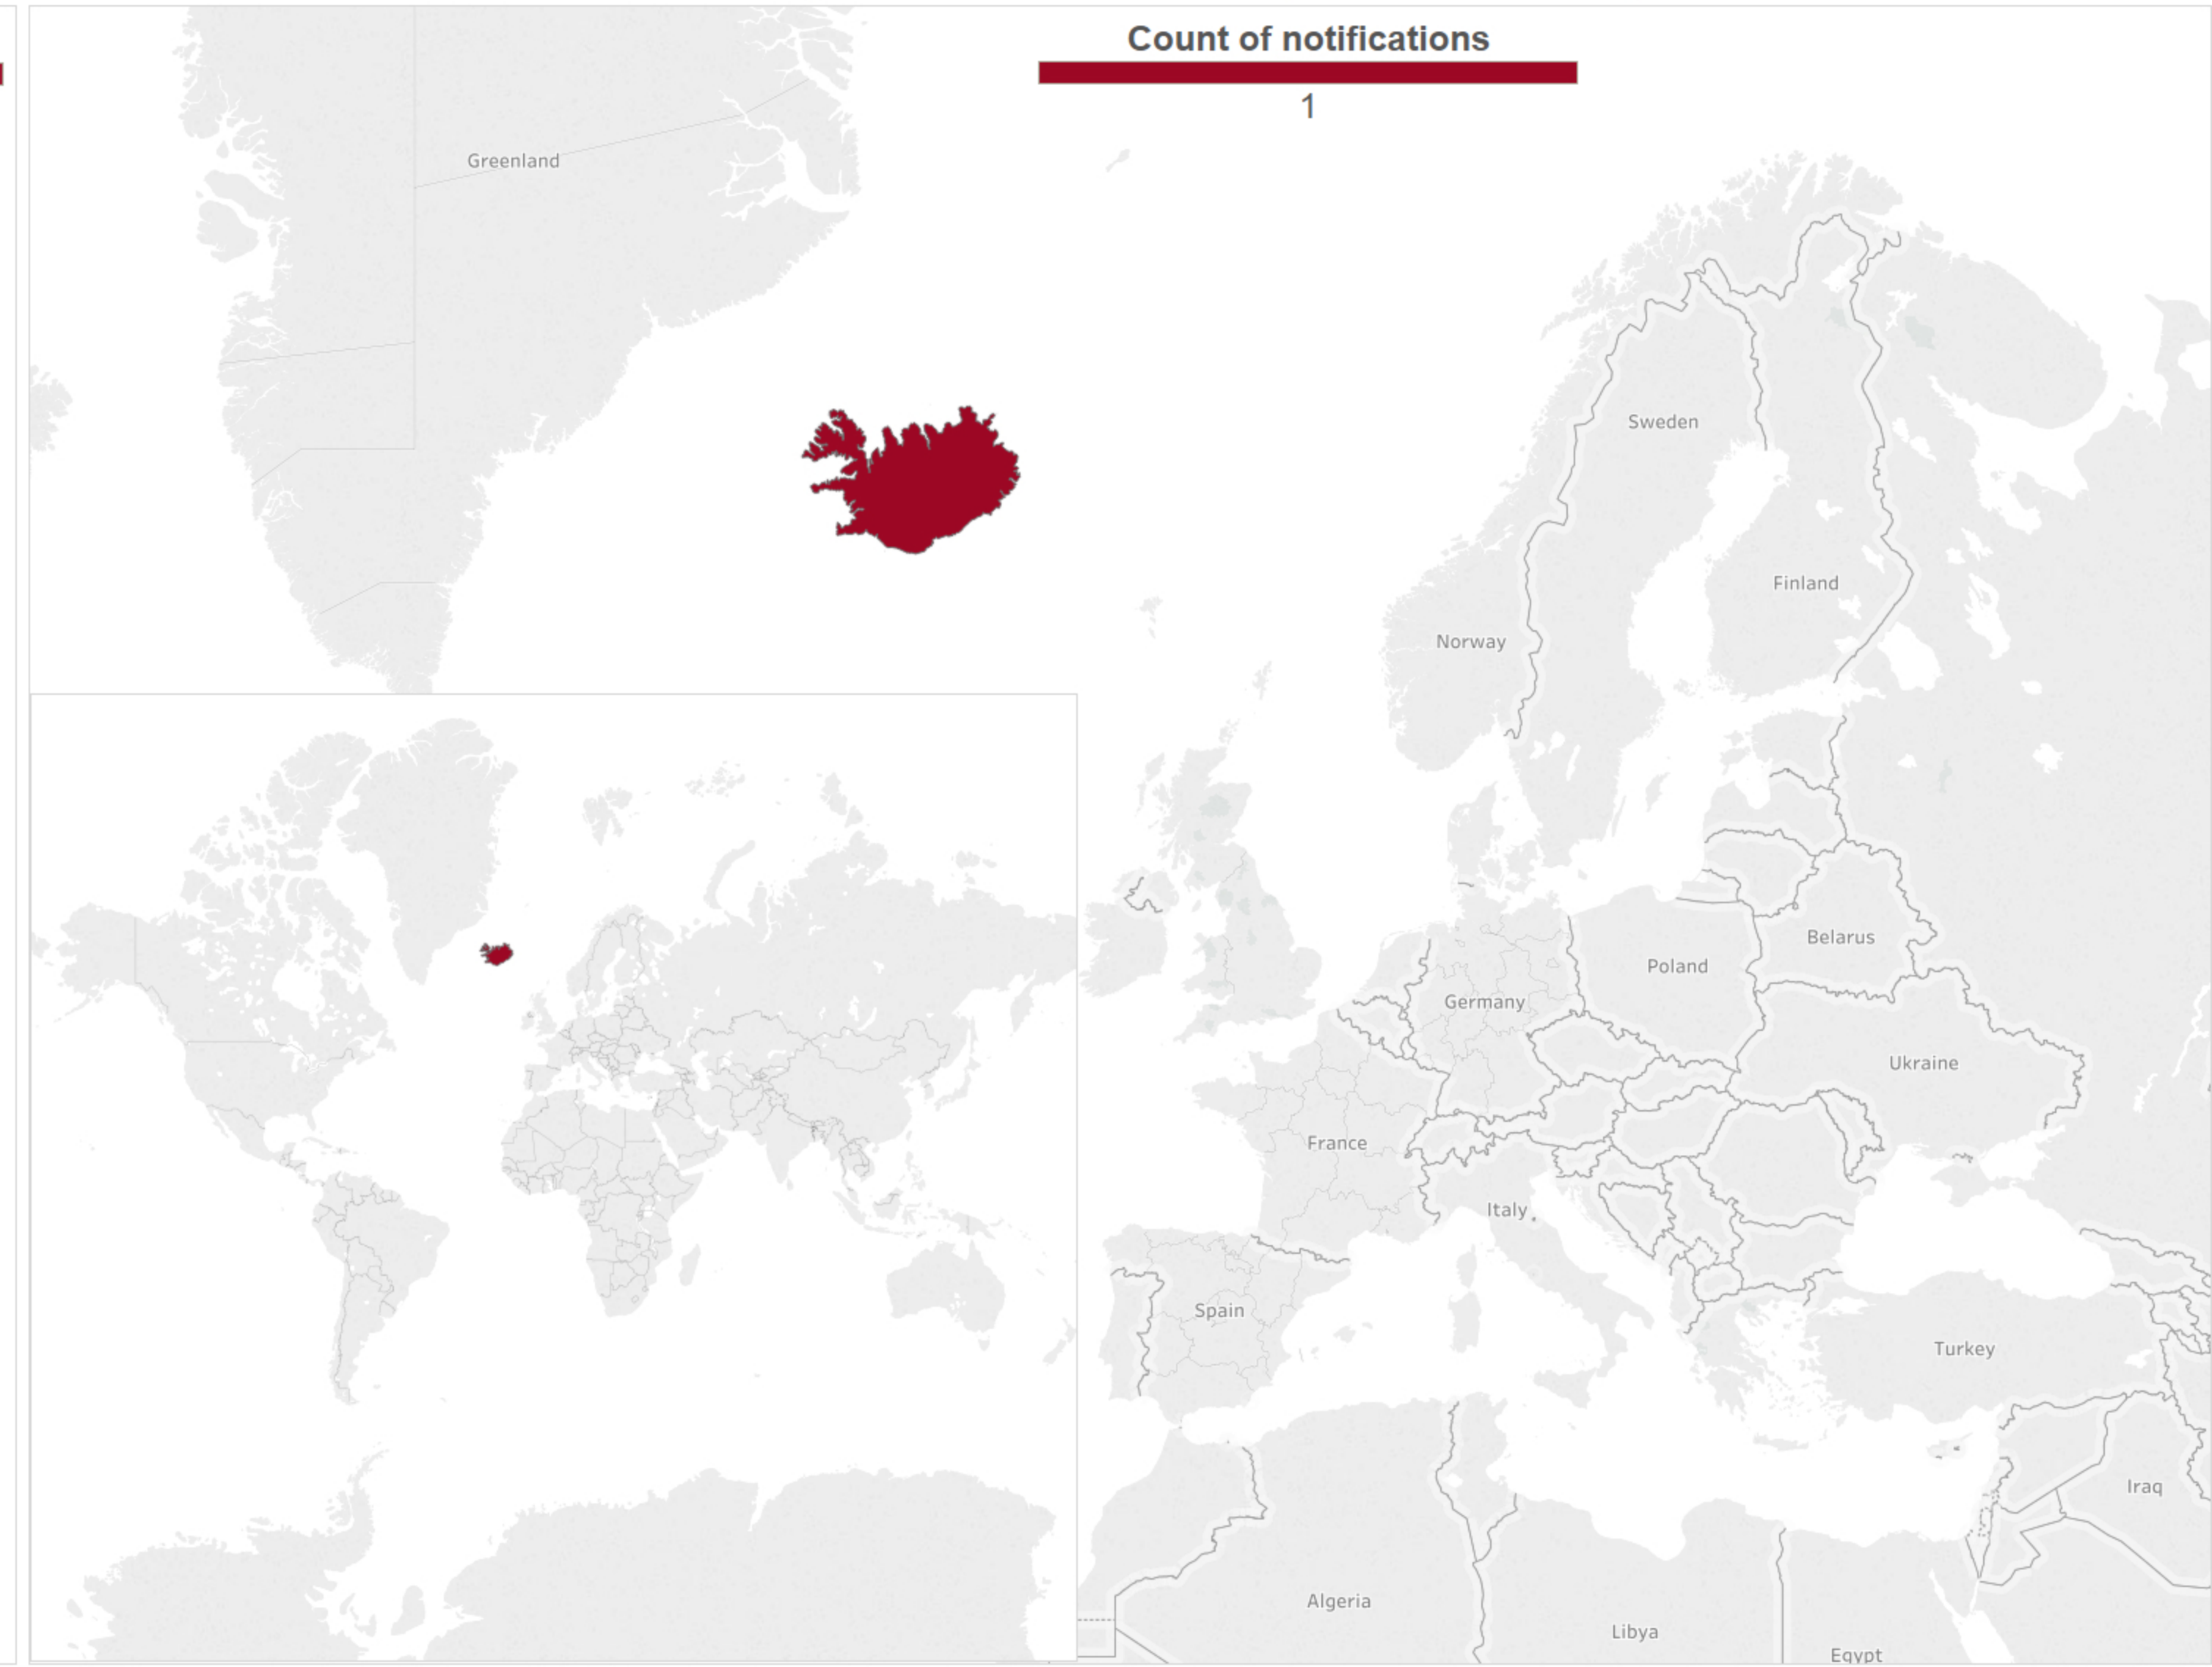 Count of notifications
1
Greenland
Sweden
Finland
Norway
Belarus
Poland
Germany
Ukraine
France
Italy
Spain
Turkey
Iraq
Algeria
Libya
Egypt